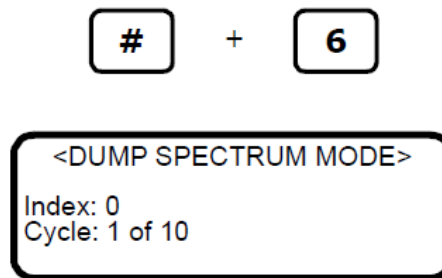 # + 6
<DUMP SPECTRUM MODE>
Index: 0
Cycle: 1 of 10